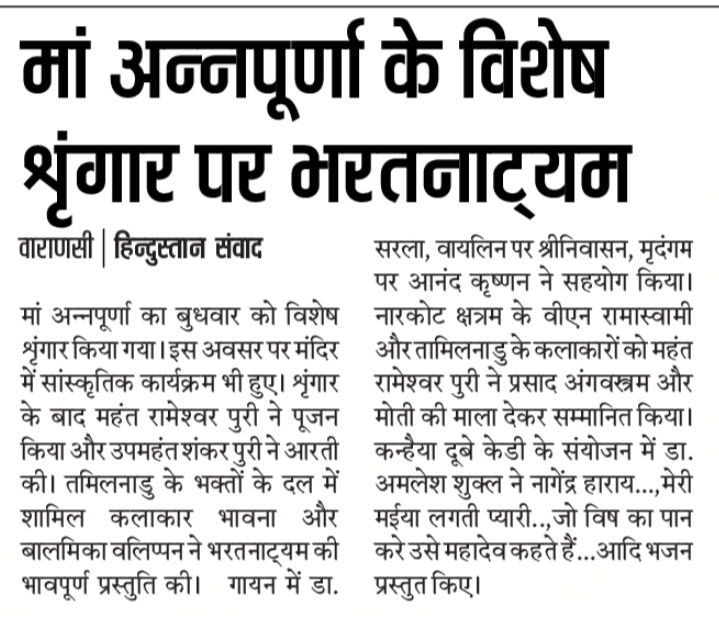 मां अन्नपूर्णा के विशेष
श्रृंगार पर भरतनाट्यम
वाराणसी | हिन्दुस्तान संवाद
मां अन्नपूर्णा का बुधवार को विशेष
श्रृंगार किया गया। इस अवसर पर मंदिर
में सांस्कृतिक कार्यक्रम भी हुए। श्रृंगार
के बाद महंत रामेश्वर पुरी ने पूजन
किया और उपमहंत शंकर पुरी ने आरती
की। तमिलनाडु के भक्तों के दल में
शामिल कलाकार भावना और
बालमिका वलिप्पन ने भरतनाट्यम की
भावपूर्ण प्रस्तुति की। गायन में डा.
सरला, वायलिन पर श्रीनिवासन, मृदंगम
पर आनंद कृष्णन ने सहयोग किया।
नारकोट क्षत्रम के वीएन रामास्वामी
और तामिलनाडु के कलाकारों को महंत
रामेश्वर पुरी ने प्रसाद अंगवस्त्रम और
मोती की माला देकर सम्मानित किया।
कन्हैया दूबे केडी के संयोजन में डा.
अमलेश शुक्ल ने नागेंद्र हाराय...,मेरी
मईया लगती प्यारी..,जो विष का पान
करे उसे महादेव कहते हैं...आदि भजन
प्रस्तुत किए।